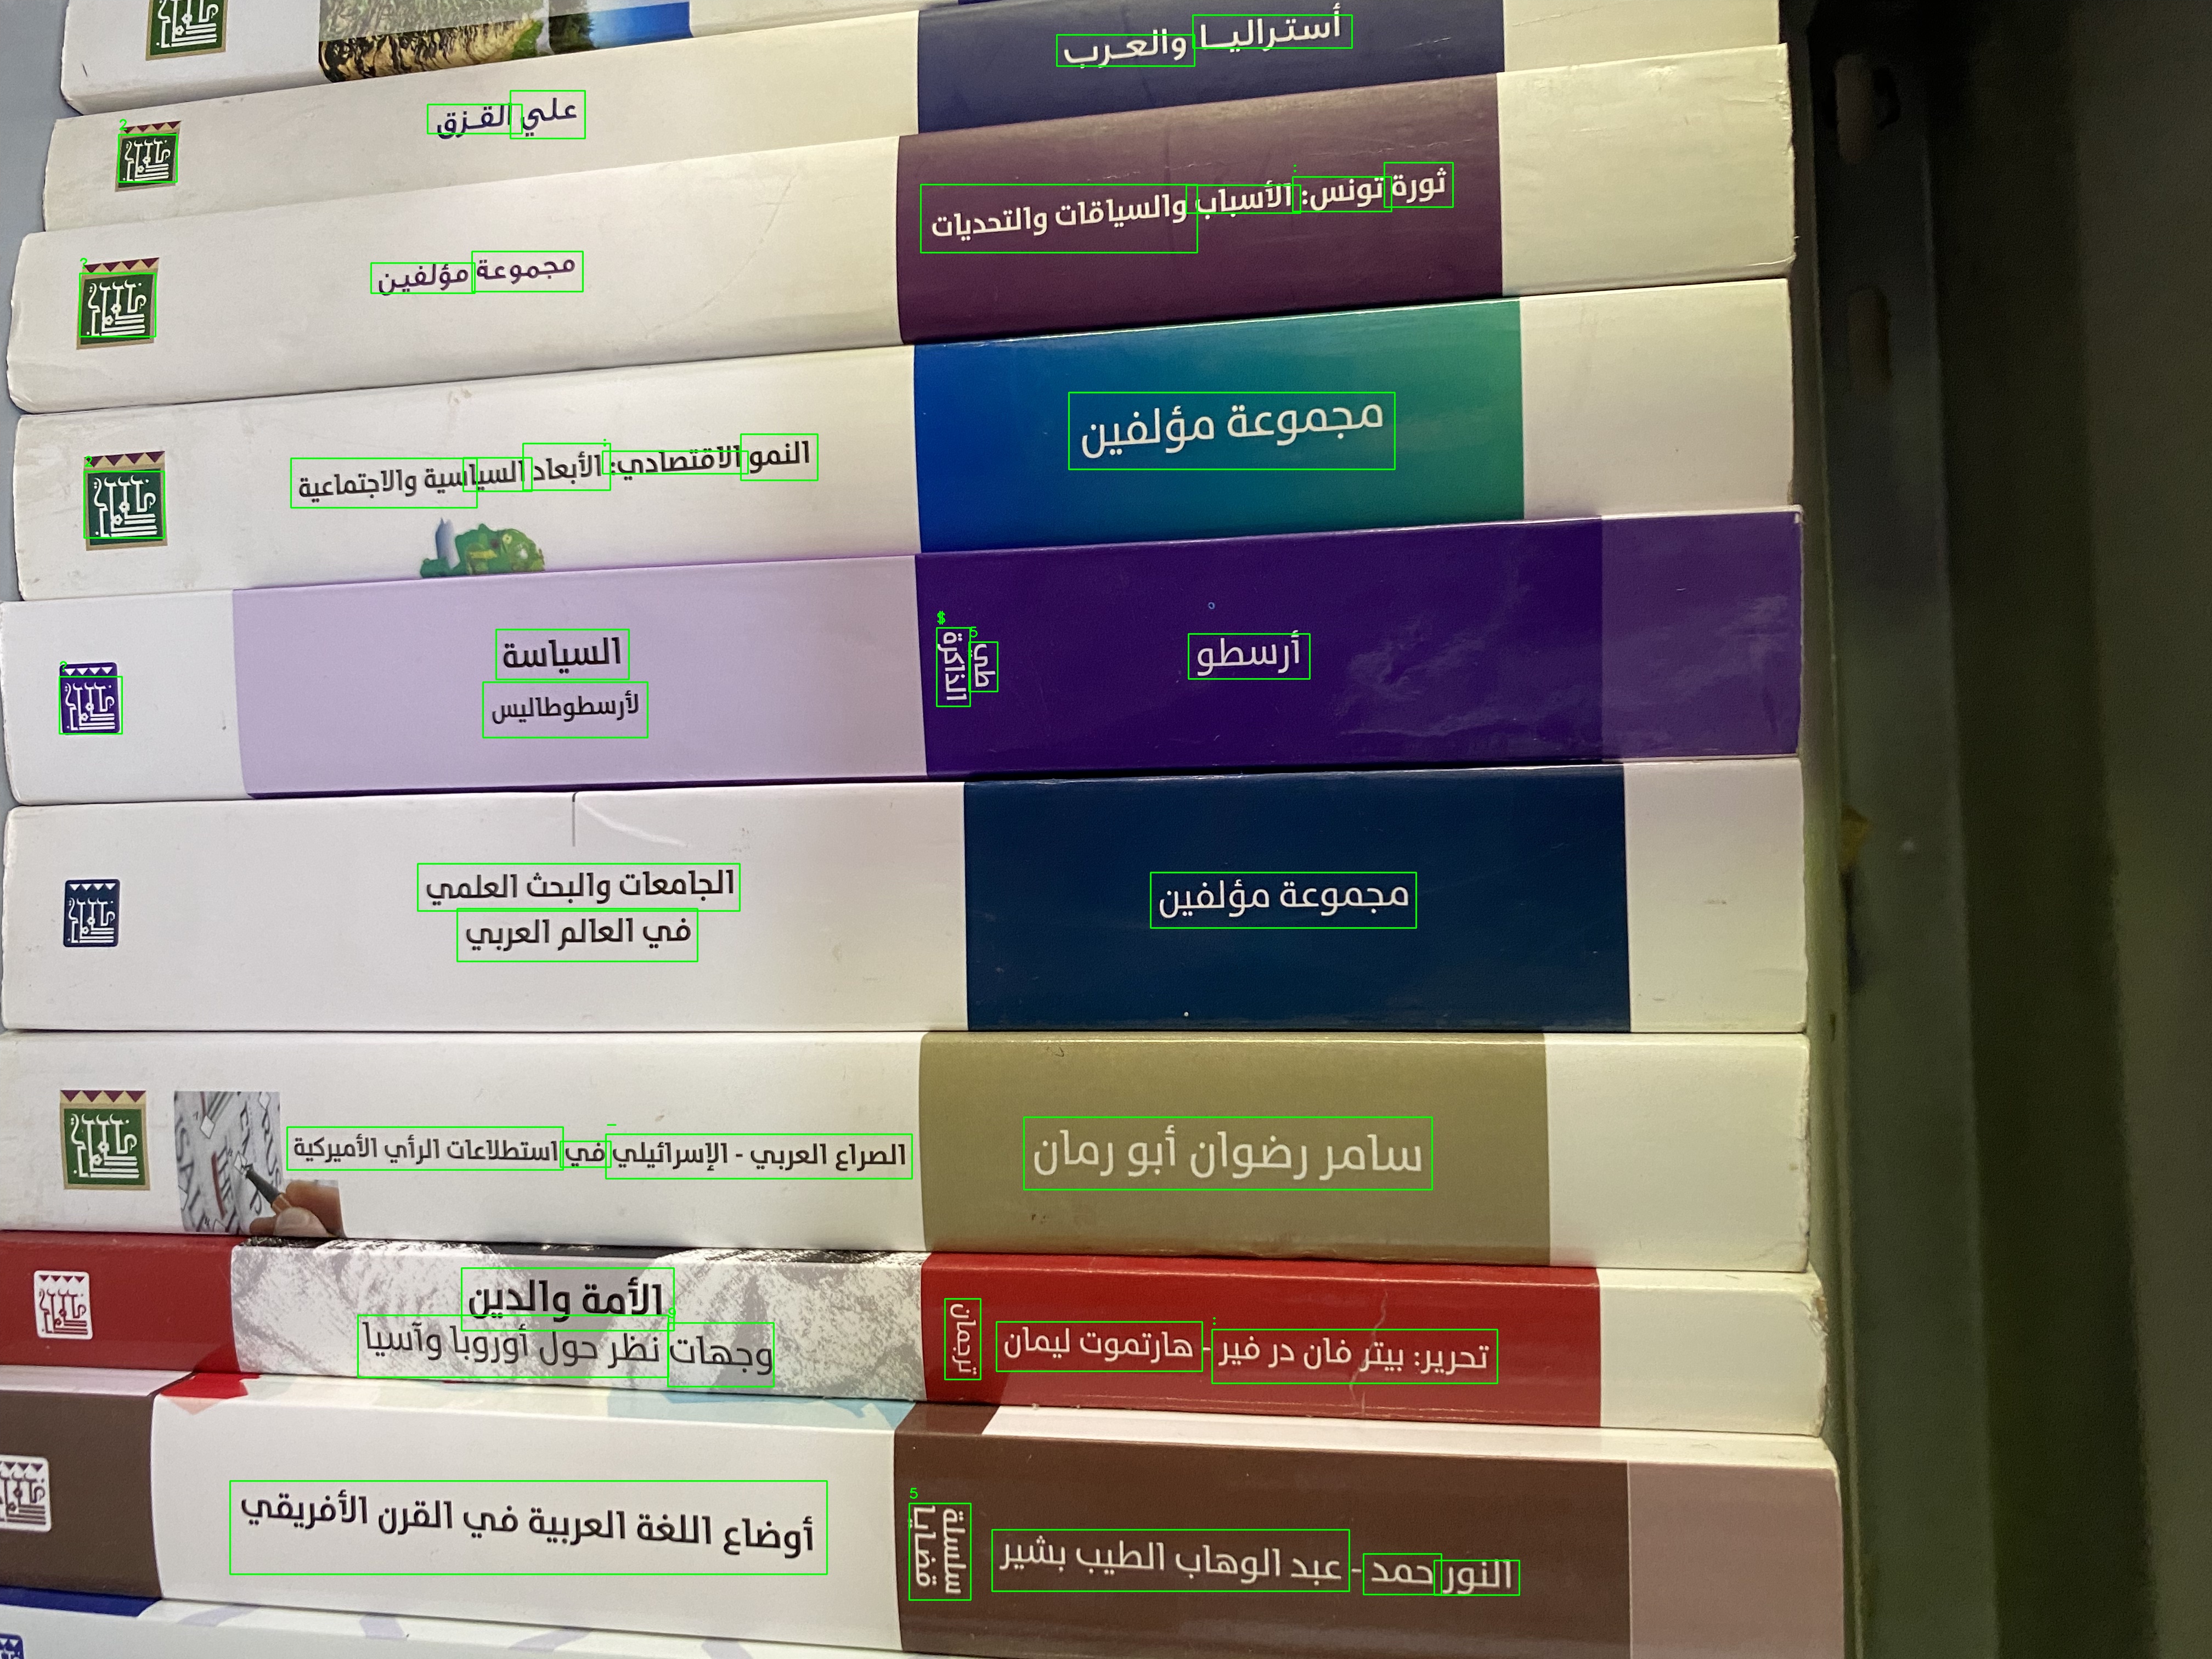 أستراليا والعرب
علي القزق
ثورة تونس: الأسباب والسياقات والتحديات
مجموعة مؤلفين
مجموعة مؤلفين
النمو الاقتصادي: الأبعاد السياسية والاجتماعية
أرسطو
طي الذاكرة
السياسة
لأرسطوطاليس
مجموعة مؤلفين
الجامعات والبحث العلمي
في العالم العربي
سامر رضوان أبو رمان
الصراع العربي - الإسرائيلي في استطلاعات الرأي الأميركية
تحرير: بيتر فان در فير - هارتموت ليمان
ترجمان
الأمة والدين
وجهات نظر حول أوروبا وآسيا
النور حمد - عبد الوهاب الطيب بشير
سلسلة
قضايا
أوضاع اللغة العربية في القرن الأفريقي